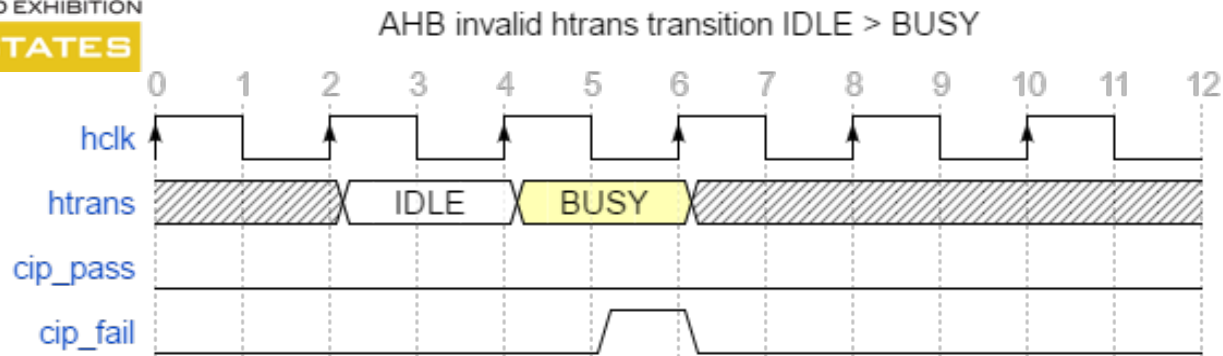 D EXHIBITION
TATES
AHB invalid htrans transition IDLE > BUSY
0 1 2 3 4 5 6 7 8 9 10 11 12
hclk
htrans IDLE BUSY
cip_pass
cip_fail